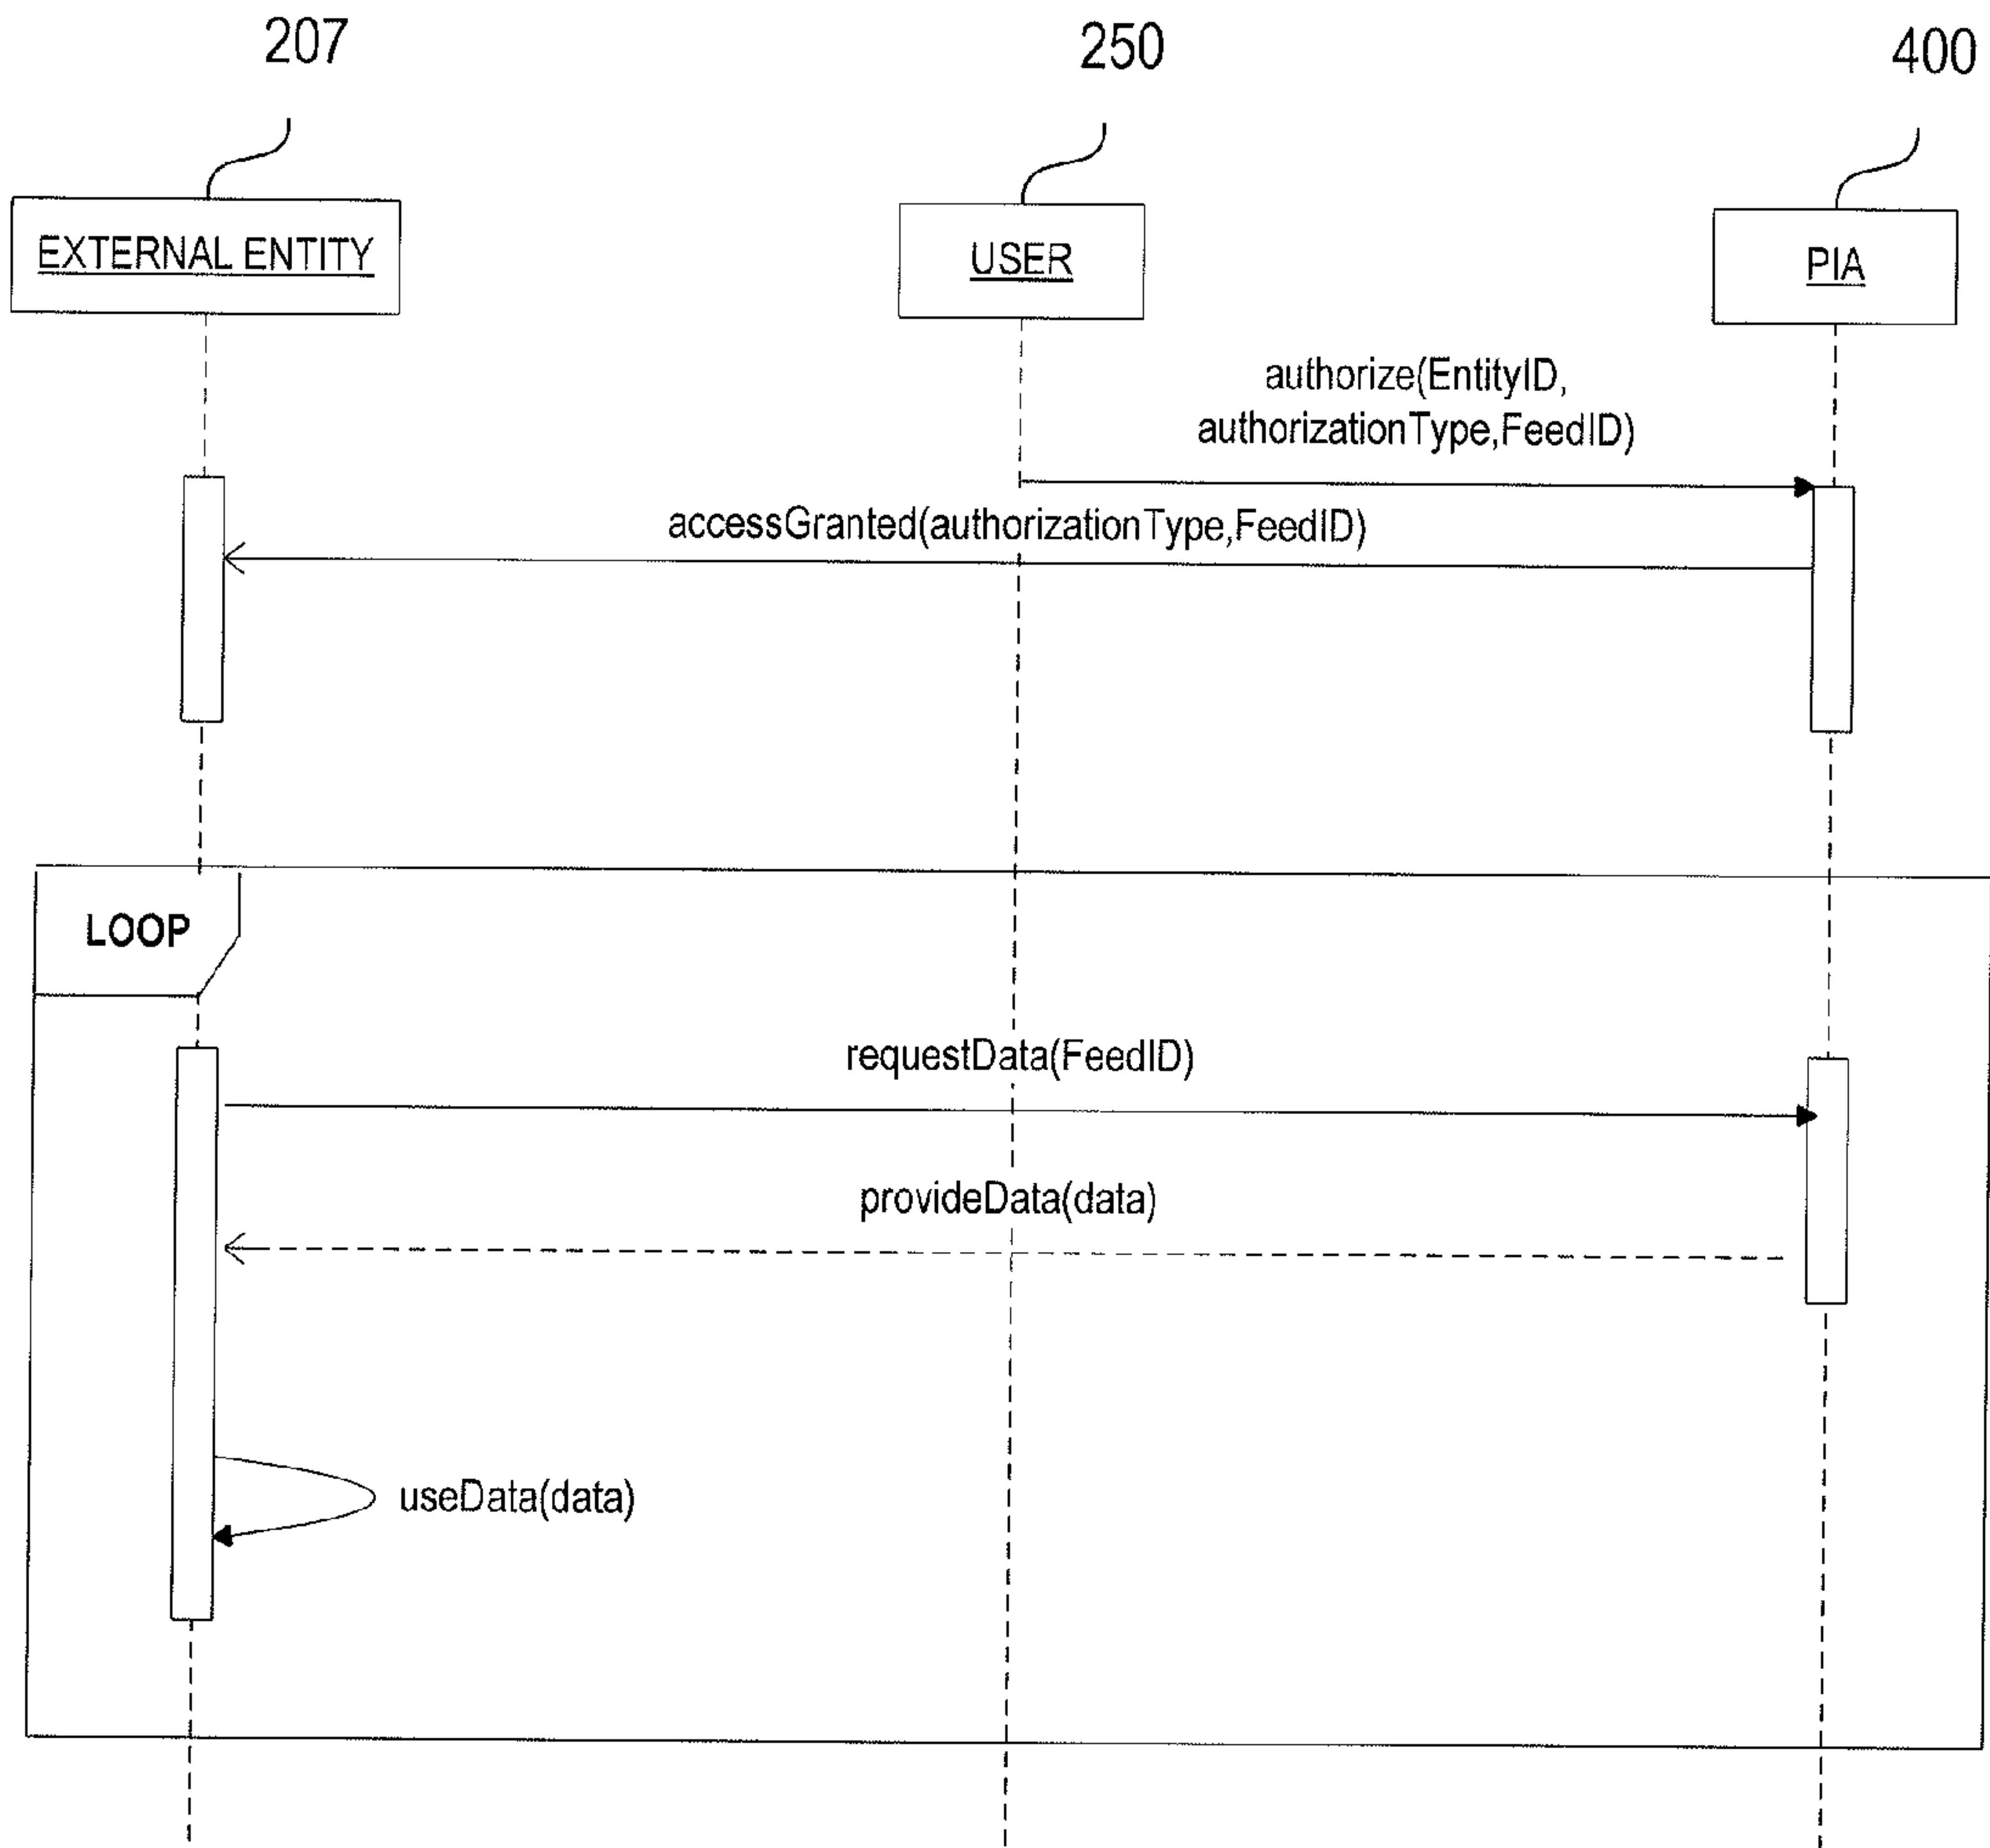 207
250
400
EXTERNAL ENTITY
USER
PIA
authorize(EntityID,
authorizationType,FeedID)
accessGranted(authorizationType,FeedID)
LOOP
requestData(FeedID)
provideData(data)
useData(data)